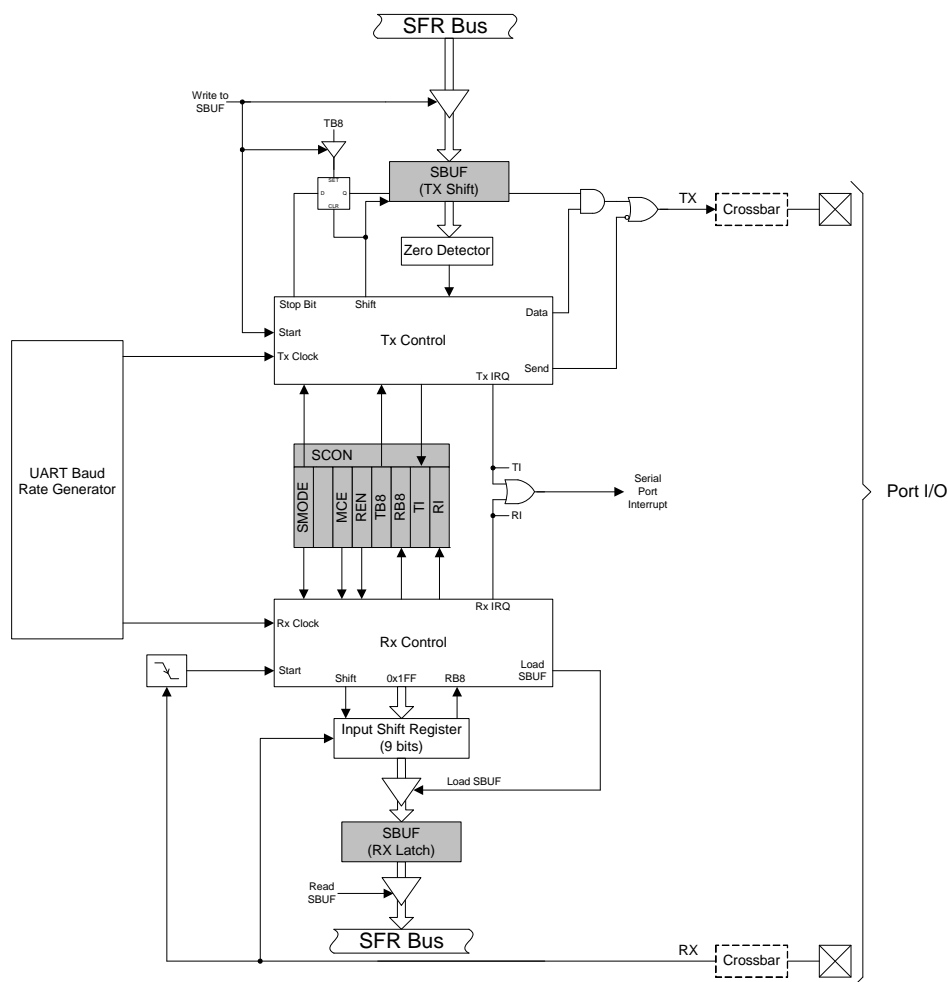 SFR Bus
Write to
SBUF
TB8
SET
D
Q
CLR
SBUF
(TX Shift)
TX
Crossbar
Zero Detector
Stop Bit
Shift
Data
Start
Tx Control
Tx Clock
Send
Tx IRQ
UART Baud
Rate Generator
SCON
SMODE
MCE
REN
TB8
RB8
TI
RI
TI
Serial
Port
Interrupt
RI
Port I/O
Rx IRQ
Rx Clock
Rx Control
Start
Load
SBUF
Shift
0x1FF
RB8
Input Shift Register
(9 bits)
Load SBUF
SBUF
(RX Latch)
Read
SBUF
SFR Bus
RX
Crossbar